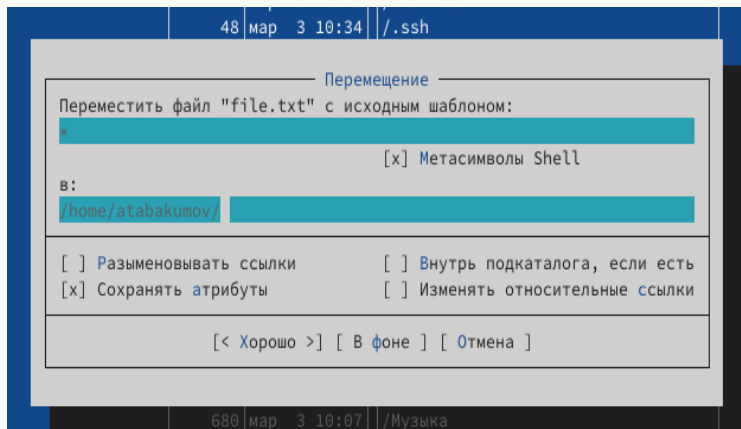 48 мар 3 10:34 /.ssh
Перемещение
Переместить файл "file.txt" с исходным шаблоном:
*
[x] Метасимволы Shell
в:
/home/atabakumov/
[ ] Разыменовывать ссылки [ ] Внутрь подкаталога, если есть
[x] Сохранять атрибуты [ ] Изменять относительные ссылки
[< Хорошо >] [ В фоне ] [ Отмена ]
680 мар 3 10:07 /Музыка